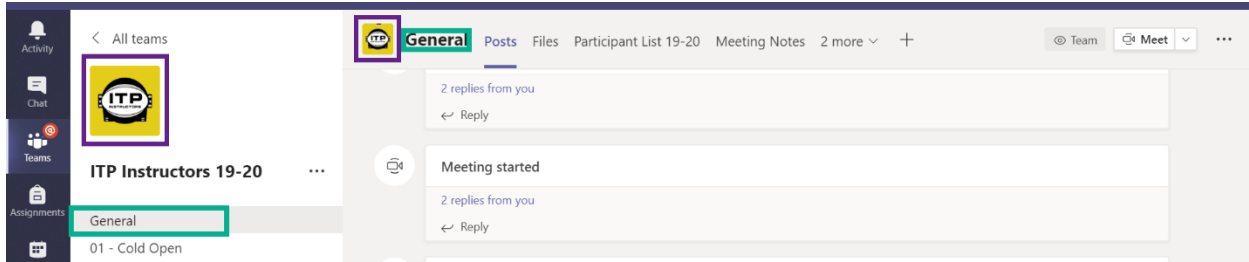 Activity
Chat
@
Teams
Assignments
All teams
ITP
INSTRUCTORS
ITP Instructors 19-20 ...
General
01 - Cold Open
ITP General Posts Files Participant List 19-20 Meeting Notes 2 more + Team Meet ...
2 replies from you
Reply
Meeting started
2 replies from you
Reply